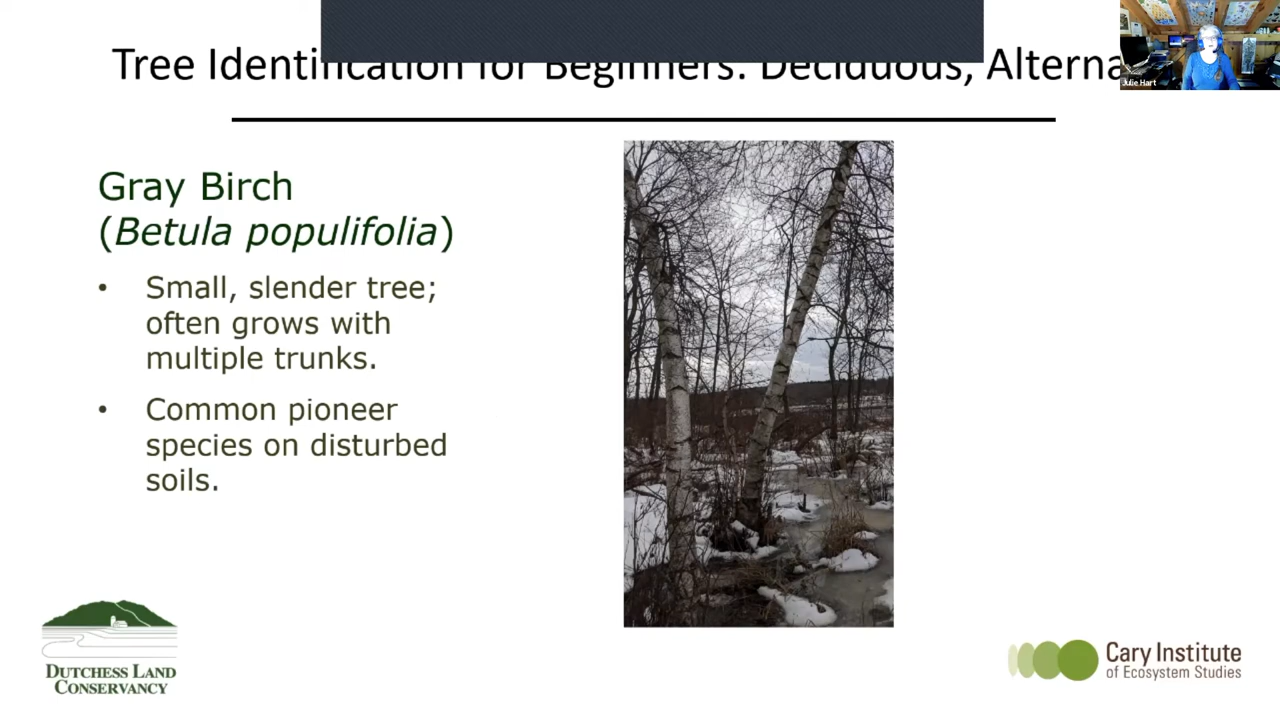 Tree Identification for Beginners: Deciduous, Alterna
Julie Hart
Gray Birch
(Betula populifolia)
• Small, slender tree;
often grows with
multiple trunks.
• Common pioneer
species on disturbed
soils.
DUTCHESS LAND
CONSERVANCY
Cary Institute
of Ecosystem Studies